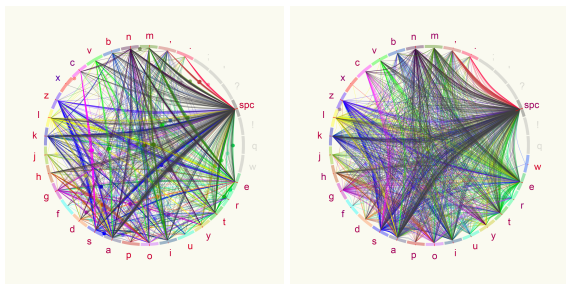 b n m , .
v
c
x ?
z spc
l
k q
j w
h e
g r
f t
d y
s u
a p o i
b n m , .
v
c
x ?
z spc
l
k q
j w
h e
g r
f t
d y
s u
a p o i